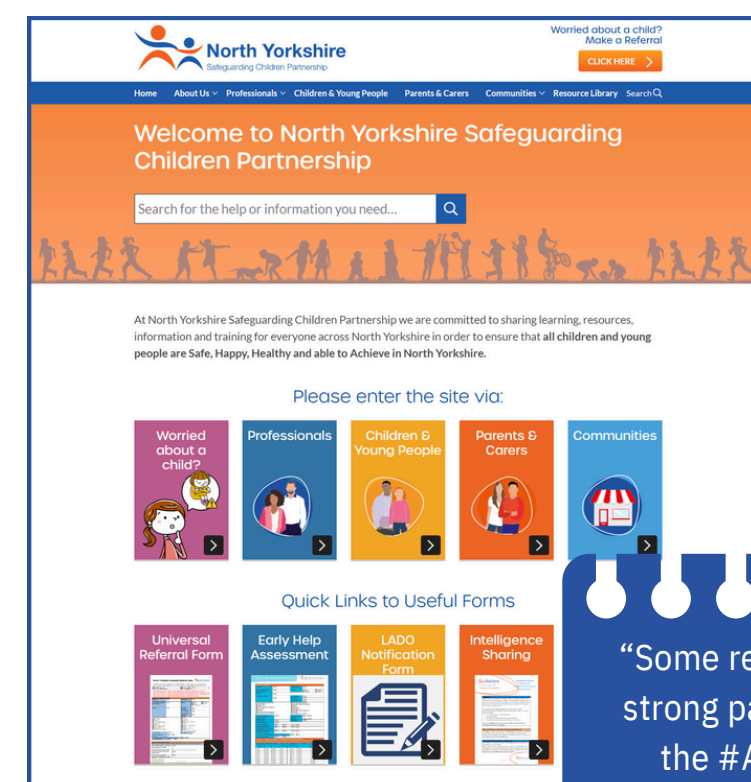 North Yorkshire
Safeguarding Children Partnership
Worried about a child?
Make a Referral
CLICK HERE
Home About Us Professionals Children & Young People Parents & Carers Communities Resource Library Search
Welcome to North Yorkshire Safeguarding
Children Partnership
Search for the help or information you need...
At North Yorkshire Safeguarding Children Partnership we are committed to sharing learning, resources,
information and training for everyone across North Yorkshire in order to ensure that all children and young
people are Safe, Happy, Healthy and able to Achieve in North Yorkshire.
Please enter the site via:
Worried
about a
child?
Professionals
Children &
Young People
Parents &
Carers
Communities
Quick Links to Useful Forms
Universal
Referral Form
Early Help
Assessment
LADO
Notification
Form
Intelligence
Sharing
“Some re
strong pa
the #A